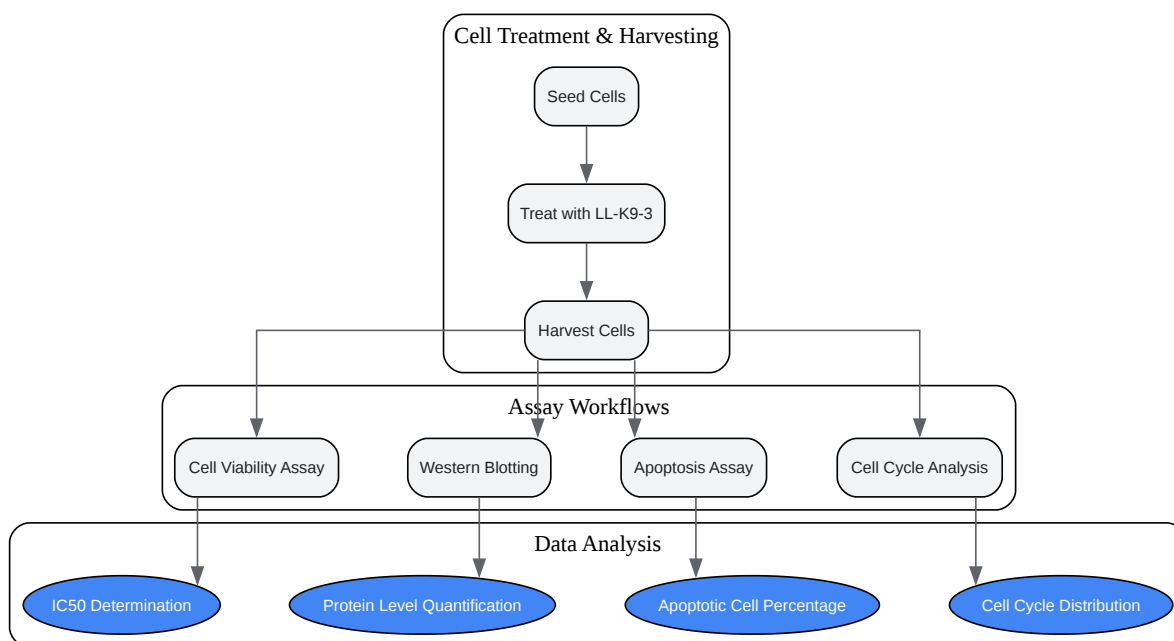 Cell Treatment & Harvesting
Seed Cells
Treat with LL-K9-3
Harvest Cells
Assay Workflows
Cell Viability Assay
Western Blotting
Apoptosis Assay
Cell Cycle Analysis
Data Analysis
IC50 Determination
Protein Level Quantification
Apoptotic Cell Percentage
Cell Cycle Distribution